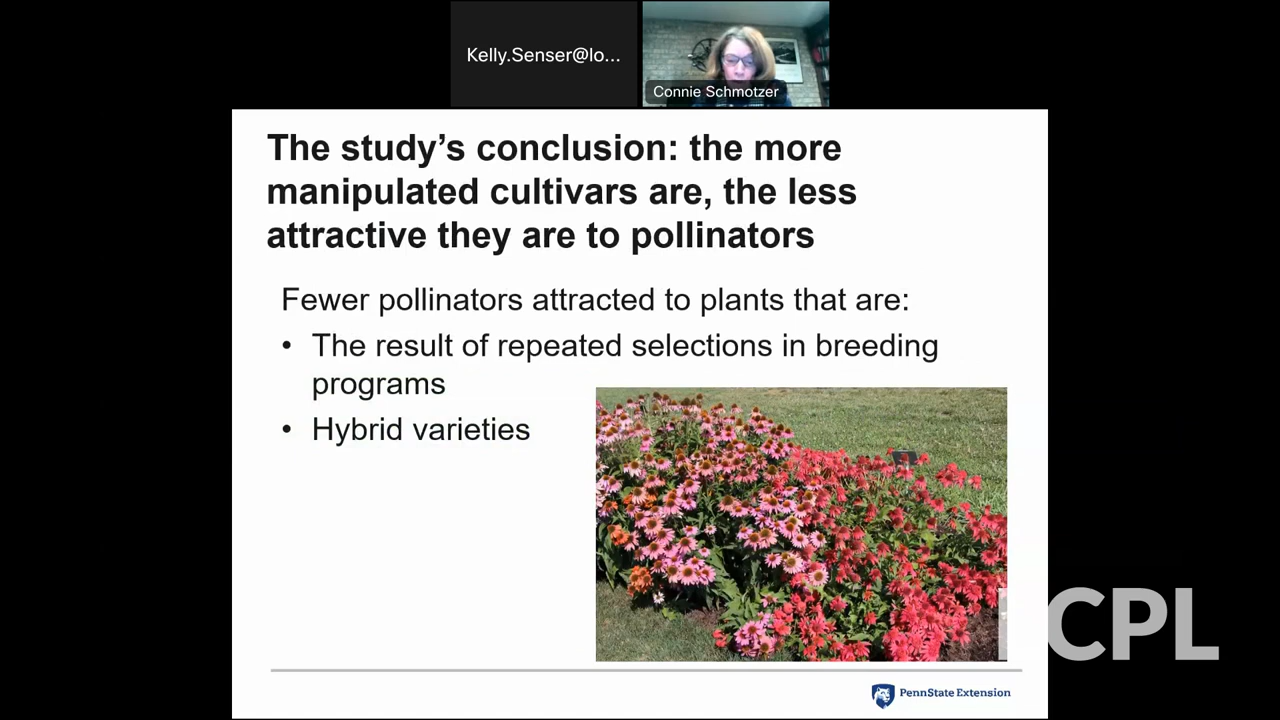 Kelly.Senser@lo...
Connie Schmotzer
The study’s conclusion: the more
manipulated cultivars are, the less
attractive they are to pollinators
Fewer pollinators attracted to plants that are:
• The result of repeated selections in breeding
programs
• Hybrid varieties
CPL
PennState Extension